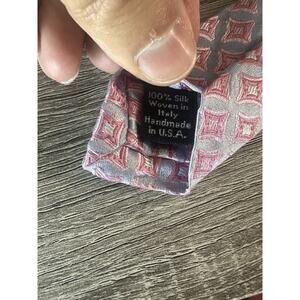 100% Silk
Woven in
Italy
Handmade
in U.S.A.